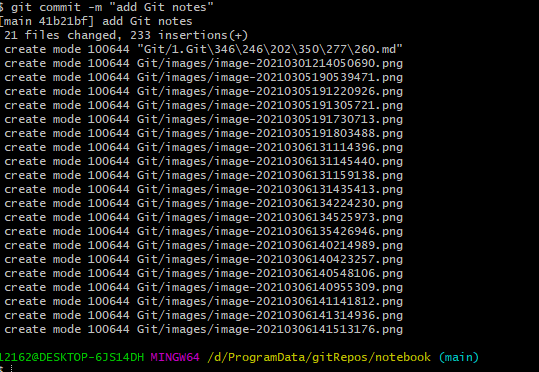 $ git commit -m "add Git notes"
[main 41b21bf] add Git notes
 21 files changed, 233 insertions(+)
 create mode 100644 "Git/1.Git\346\246\202\350\277\260.md"
 create mode 100644 Git/images/image-20210301214050690.png
 create mode 100644 Git/images/image-20210305190539471.png
 create mode 100644 Git/images/image-20210305191220926.png
 create mode 100644 Git/images/image-20210305191305721.png
 create mode 100644 Git/images/image-20210305191730713.png
 create mode 100644 Git/images/image-20210305191803488.png
 create mode 100644 Git/images/image-20210306131114396.png
 create mode 100644 Git/images/image-20210306131145440.png
 create mode 100644 Git/images/image-20210306131159138.png
 create mode 100644 Git/images/image-20210306131435413.png
 create mode 100644 Git/images/image-20210306134224230.png
 create mode 100644 Git/images/image-20210306134525973.png
 create mode 100644 Git/images/image-20210306135426946.png
 create mode 100644 Git/images/image-20210306140214989.png
 create mode 100644 Git/images/image-20210306140423257.png
 create mode 100644 Git/images/image-20210306140548106.png
 create mode 100644 Git/images/image-20210306140955309.png
 create mode 100644 Git/images/image-20210306141141812.png
 create mode 100644 Git/images/image-20210306141314936.png
 create mode 100644 Git/images/image-20210306141513176.png
12162@DESKTOP-6JS14DH MINGW64 /d/ProgramData/gitRepos/notebook (main)
$